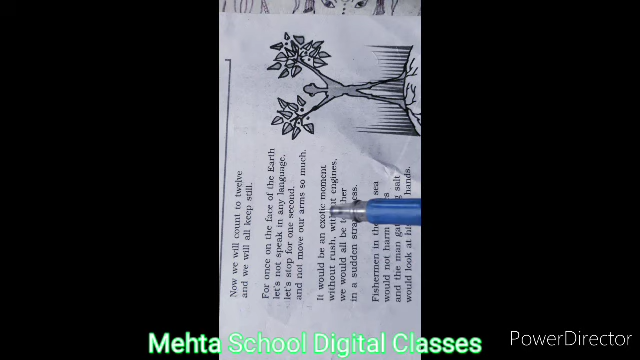 Now we will count to twelve
and we will all keep still.
For once on the face of the Earth
let's not speak in any language,
let's stop for one second,
and not move our arms so much.
It would be an exotic moment
without rush, without engines,
we would all be
in a sudden
Fishermen in the sea
would not harm
and the man salt
would look at hands.
Mehta School Digital Classes
PowerDirector